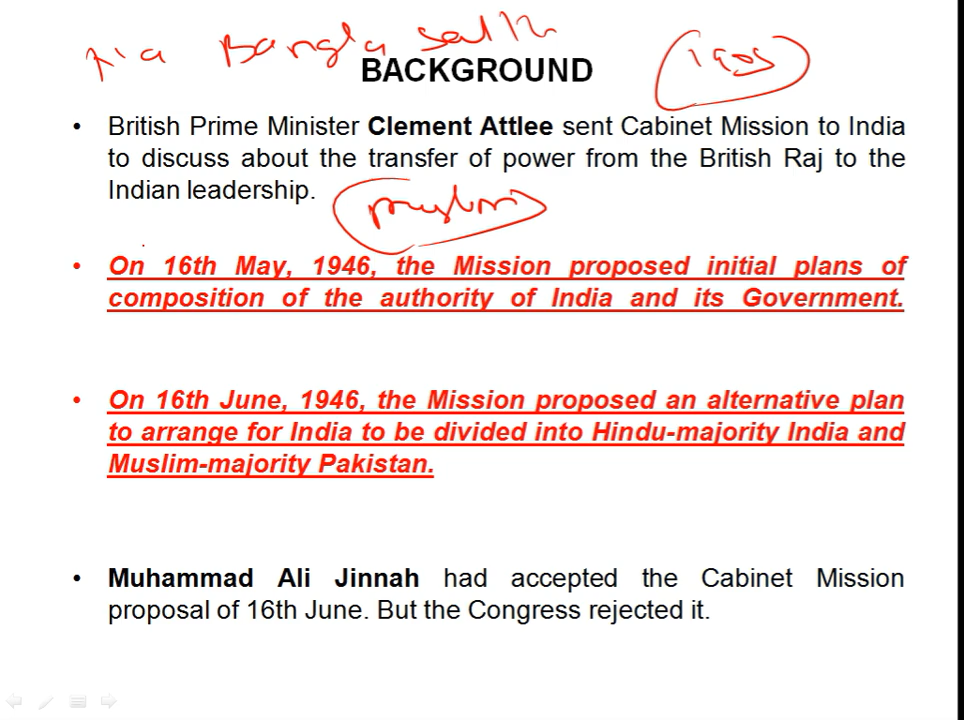 Bangla
1905
BACKGROUND
• British Prime Minister Clement Attlee sent Cabinet Mission to India
to discuss about the transfer of power from the British Raj to the
Indian leadership.
muslim
• On 16th May, 1946, the Mission proposed initial plans of
composition of the authority of India and its Government.
• On 16th June, 1946, the Mission proposed an alternative plan
to arrange for India to be divided into Hindu-majority India and
Muslim-majority Pakistan.
• Muhammad Ali Jinnah had accepted the Cabinet Mission
proposal of 16th June. But the Congress rejected it.